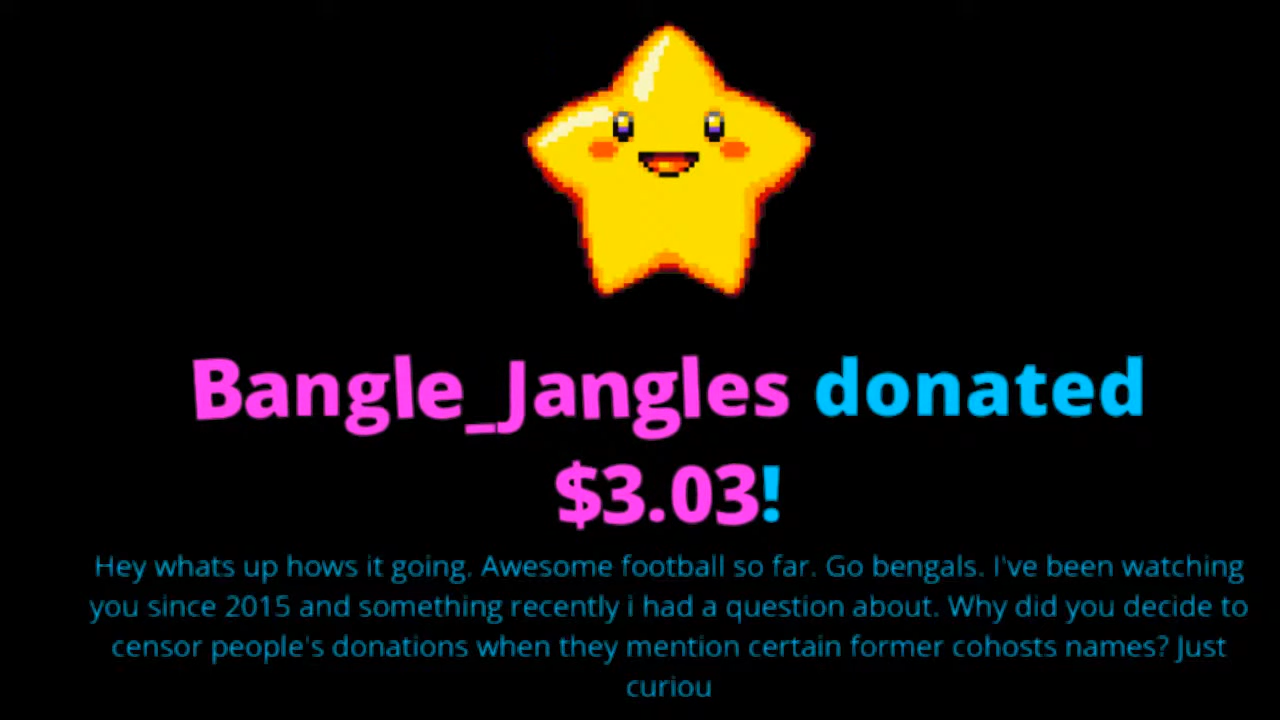 Bangle_Jangles donated
$3.03!
Hey whats up hows it going. Awesome football so far. Go bengals. I've been watching
you since 2015 and something recently i had a question about. Why did you decide to
censor people's donations when they mention certain former cohosts names? Just
curiou